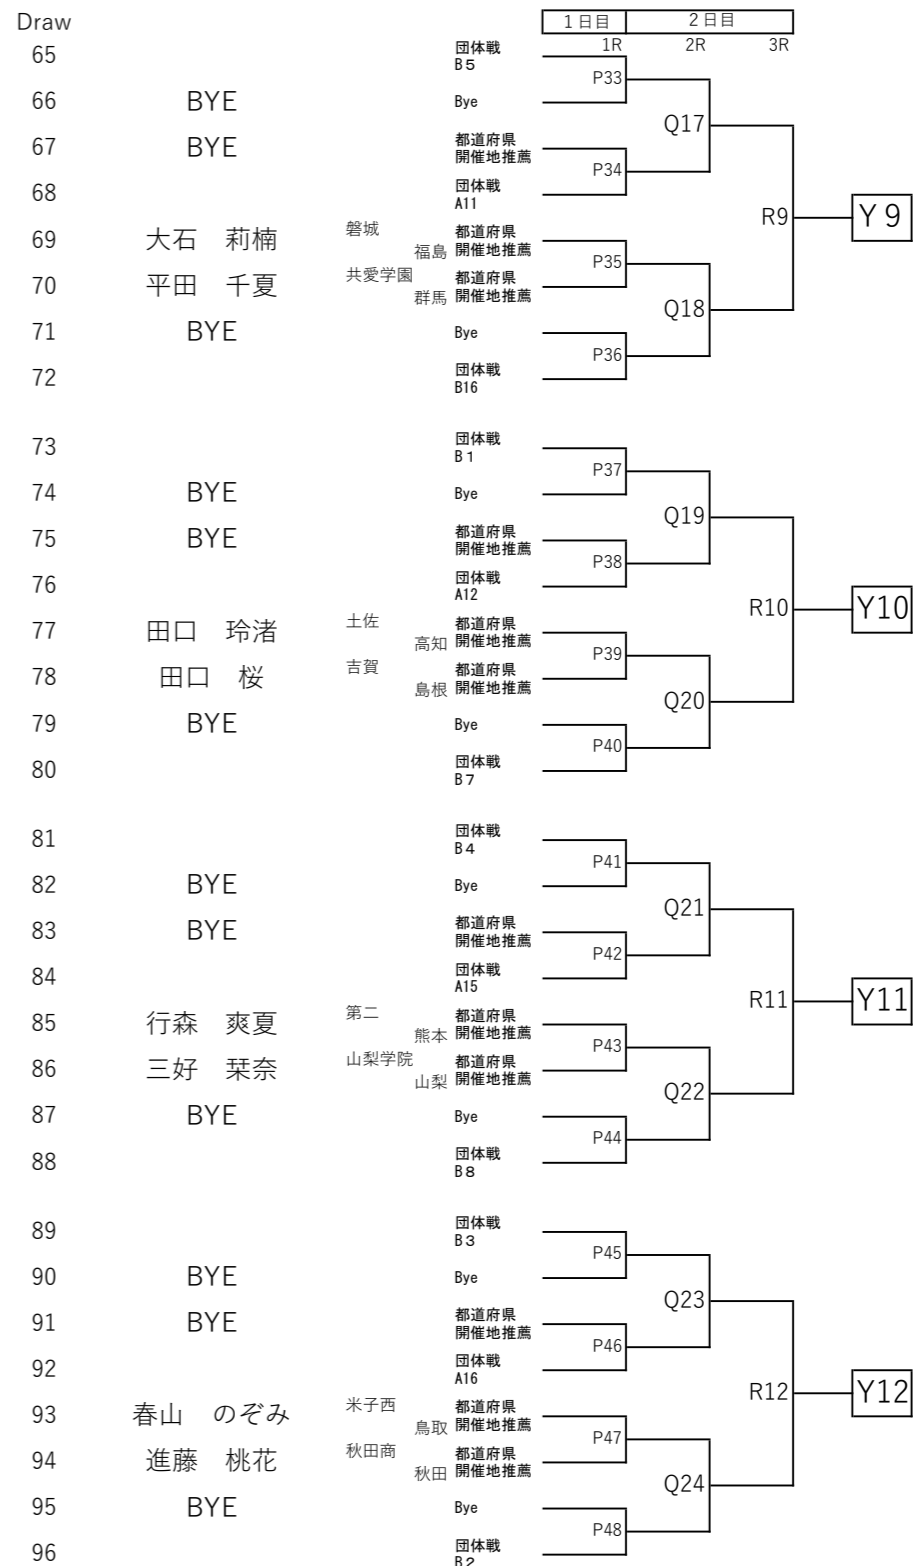 Draw 1日目 2日目
1R 2R 3R
65 団体戦
B5
P33
66 BYE Bye
Q17
67 BYE 都道府県
開催地推薦
P34
68 団体戦
A11
R9 Y9
69 大石 莉楠 磐城 福島 都道府県
開催地推薦
P35
70 平田 千夏 共愛学園 群馬 都道府県
開催地推薦
Q18
71 BYE Bye
P36
72 団体戦
B16
73 団体戦
B1
P37
74 BYE Bye
Q19
75 BYE 都道府県
開催地推薦
P38
76 団体戦
A12
R10 Y10
77 田口 玲渚 土佐 高知 都道府県
開催地推薦
P39
78 田口 桜 吉賀 島根 都道府県
開催地推薦
Q20
79 BYE Bye
P40
80 団体戦
B7
81 団体戦
B4
P41
82 BYE Bye
Q21
83 BYE 都道府県
開催地推薦
P42
84 団体戦
A15
R11 Y11
85 行森 爽夏 第二 熊本 都道府県
開催地推薦
P43
86 三好 栞奈 山梨学院 山梨 都道府県
開催地推薦
Q22
87 BYE Bye
P44
88 団体戦
B8
89 団体戦
B3
P45
90 BYE Bye
Q23
91 BYE 都道府県
開催地推薦
P46
92 団体戦
A16
R12 Y12
93 春山 のぞみ 米子西 鳥取 都道府県
開催地推薦
P47
94 進藤 桃花 秋田商 秋田 都道府県
開催地推薦
Q24
95 BYE Bye
P48
96 団体戦
B2